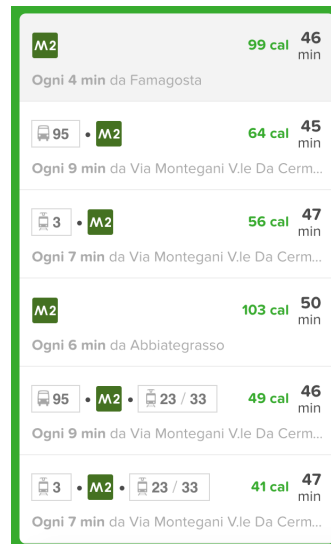 M2 99 cal 46 min
Ogni 4 min da Famagosta
95 • M2 64 cal 45 min
Ogni 9 min da Via Montegani V.le Da Cerm...
3 • M2 56 cal 47 min
Ogni 7 min da Via Montegani V.le Da Cerm...
M2 103 cal 50 min
Ogni 6 min da Abbiategrasso
95 • M2 • 23 / 33 49 cal 46 min
Ogni 9 min da Via Montegani V.le Da Cerm...
3 • M2 • 23 / 33 41 cal 47 min
Ogni 7 min da Via Montegani V.le Da Cerm...